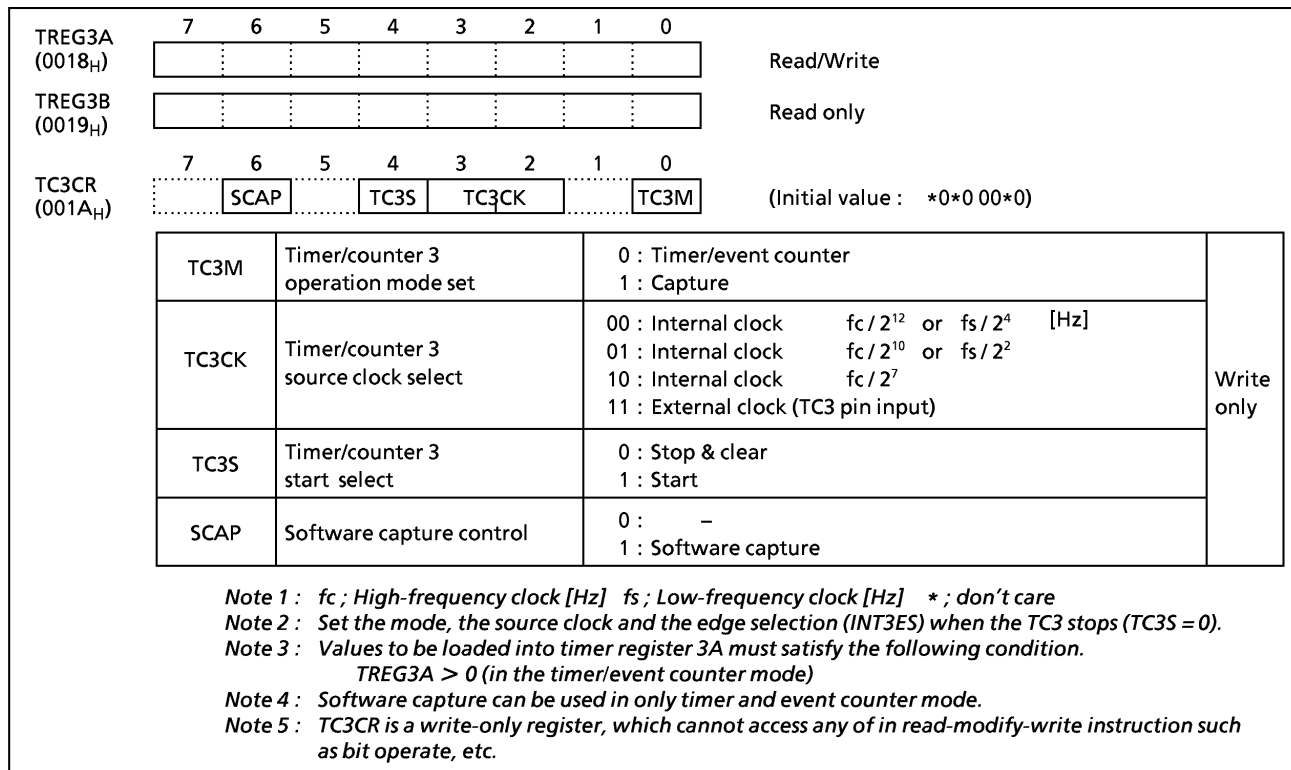 7 6 5 4 3 2 1 0
TREG3A
(0018H) Read/Write
TREG3B
(0019H) Read only
7 6 5 4 3 2 1 0
TC3CR
(001AH) SCAP TC3S TC3CK TC3M (Initial value : *0*0 00*0)
TC3M Timer/counter 3 operation mode set
0 : Timer/event counter
1 : Capture
TC3CK Timer/counter 3 source clock select
00 : Internal clock fc / 2¹² or fs / 2⁴ [Hz]
01 : Internal clock fc / 2¹⁰ or fs / 2²
10 : Internal clock fc / 2⁷
11 : External clock (TC3 pin input)
TC3S Timer/counter 3 start select
0 : Stop & clear
1 : Start
SCAP Software capture control
0 : –
1 : Software capture
Write only
Note 1 : fc ; High-frequency clock [Hz] fs ; Low-frequency clock [Hz] * ; don't care
Note 2 : Set the mode, the source clock and the edge selection (INT3ES) when the TC3 stops (TC3S = 0).
Note 3 : Values to be loaded into timer register 3A must satisfy the following condition.
TREG3A > 0 (in the timer/event counter mode)
Note 4 : Software capture can be used in only timer and event counter mode.
Note 5 : TC3CR is a write-only register, which cannot access any of in read-modify-write instruction such
as bit operate, etc.